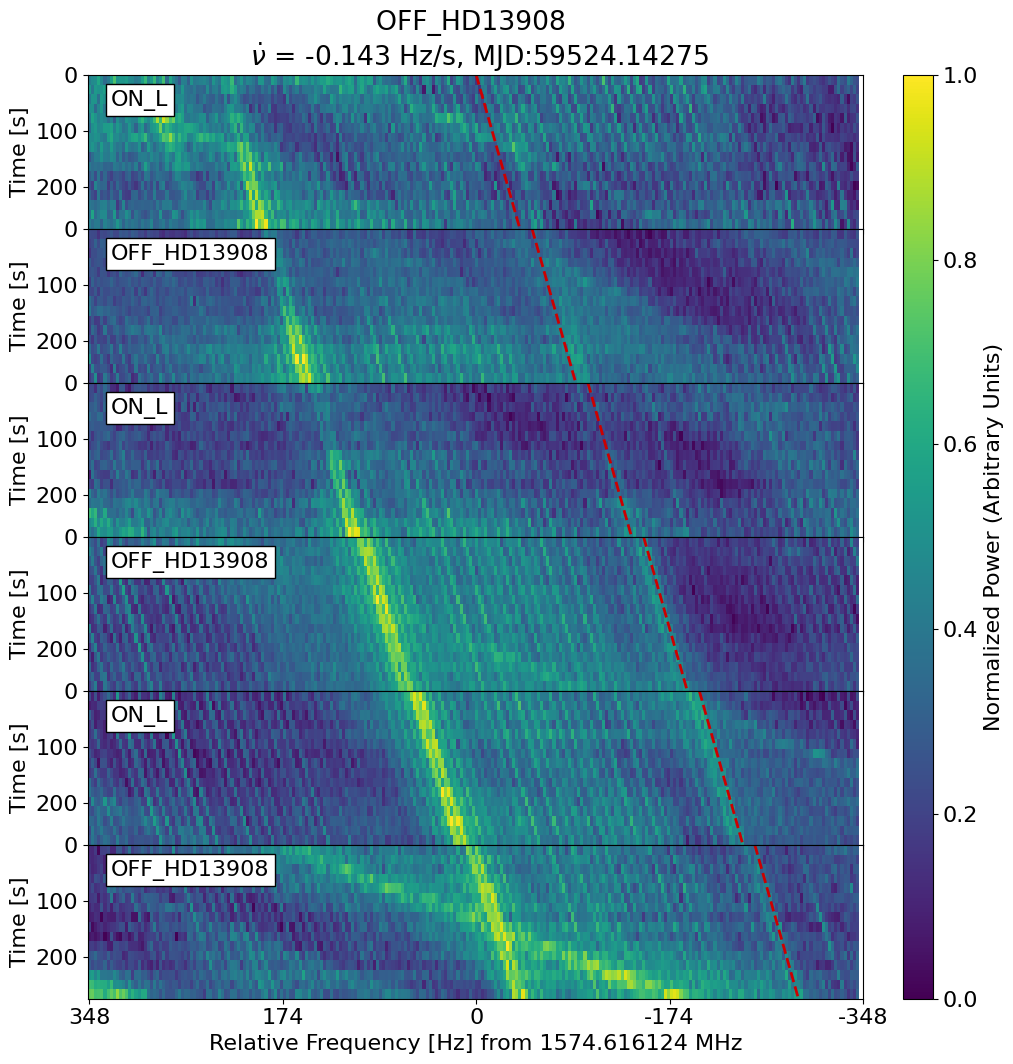 OFF_HD13908
ν̇ = -0.143 Hz/s, MJD:59524.14275
0
100
200
Time [s]
ON_L
0
100
200
Time [s]
OFF_HD13908
0
100
200
Time [s]
ON_L
0
100
200
Time [s]
OFF_HD13908
0
100
200
Time [s]
ON_L
0
100
200
Time [s]
OFF_HD13908
348
174
0
-174
-348
Relative Frequency [Hz] from 1574.616124 MHz
1.0
0.8
0.6
0.4
0.2
0.0
Normalized Power (Arbitrary Units)